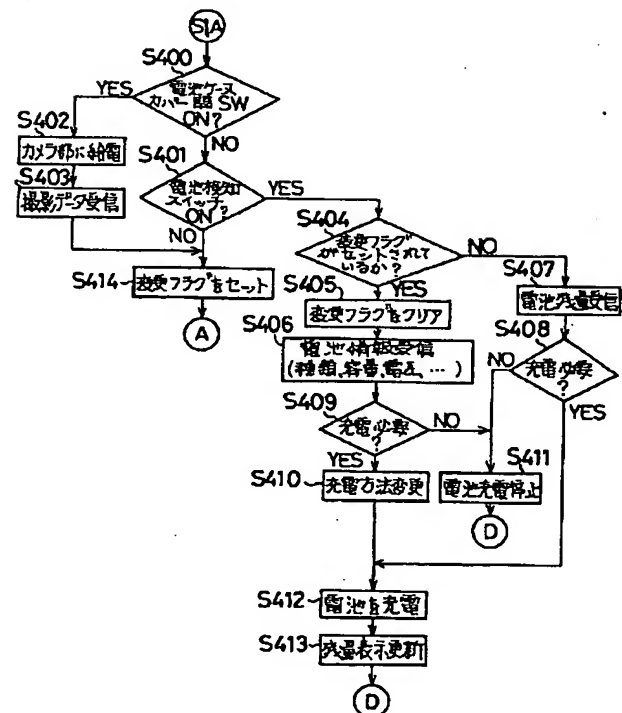 S1A
S400
電池ケース
カバー開 SW
ON?
YES
NO
S402
カメラ部に給電
S403
撮影データ受信
S401
電池検知
スイッチ
ON?
YES
NO
S414
変更フラグをセット
A
S404
変更フラグ
がセットされて
いるか?
NO
YES
S405
変更フラグをクリア
S406
電池情報受信
(種類、容量、電圧、…)
S407
電池残量受信
S408
充電必要
?
NO
YES
S409
充電必要
?
NO
YES
S410
充電方法変更
S411
電池充電停止
D
S412
電池を充電
S413
残量表示更新
D